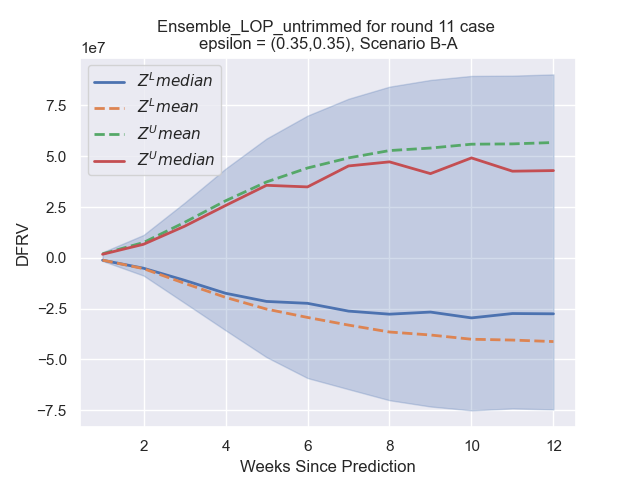 Ensemble_LOP_untrimmed for round 11 case
epsilon = (0.35,0.35), Scenario B-A
1e7
Z^L median
Z^L mean
Z^U mean
Z^U median
7.5
5.0
2.5
0.0
−2.5
−5.0
−7.5
DFRV
2 4 6 8 10 12
Weeks Since Prediction